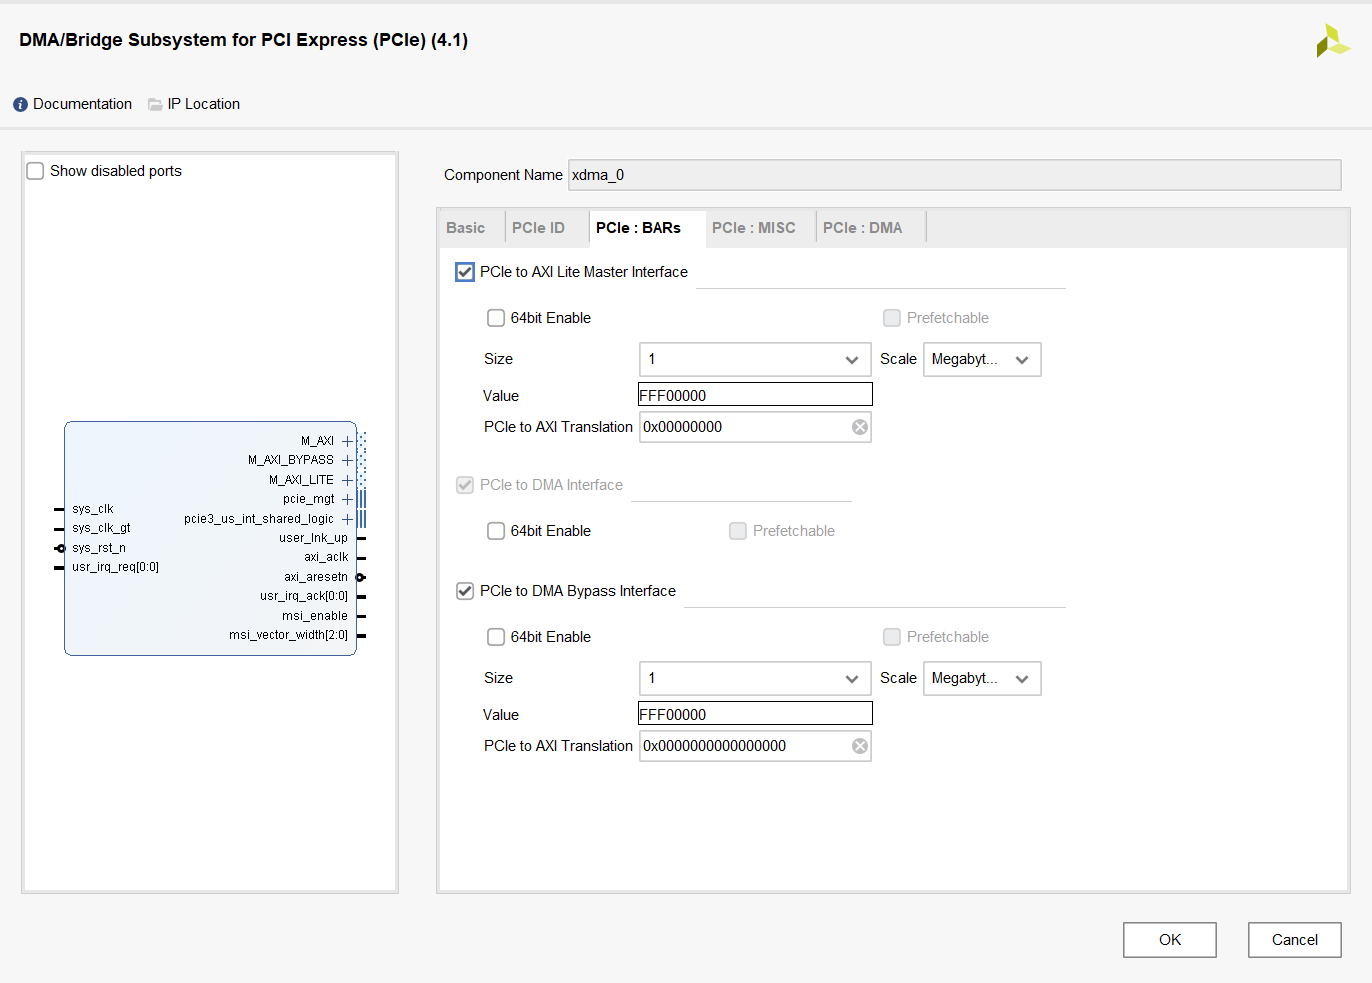 DMA/Bridge Subsystem for PCI Express (PCIe) (4.1)
Documentation IP Location
Show disabled ports
M_AXI
M_AXI_BYPASS
M_AXI_LITE
pcie_mgt
sys_clk
pcie3_us_int_shared_logic
sys_clk_gt
user_lnk_up
sys_rst_n
axi_aclk
usr_irq_req[0:0]
axi_aresetn
usr_irq_ack[0:0]
msi_enable
msi_vector_width[2:0]
Component Name xdma_0
Basic PCIe ID PCIe : BARs PCIe : MISC PCIe : DMA
PCIe to AXI Lite Master Interface
64bit Enable Prefetchable
Size 1 Scale Megabyt...
Value FFF00000
PCIe to AXI Translation 0x00000000
PCIe to DMA Interface
64bit Enable Prefetchable
PCIe to DMA Bypass Interface
64bit Enable Prefetchable
Size 1 Scale Megabyt...
Value FFF00000
PCIe to AXI Translation 0x0000000000000000
OK Cancel